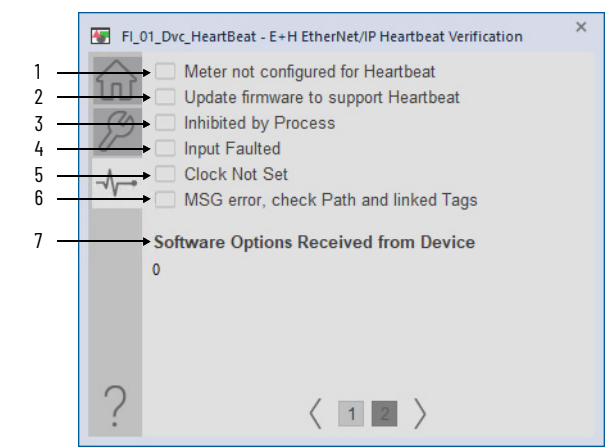 FI_01_Dvc_HeartBeat - E+H EtherNet/IP Heartbeat Verification
1 Meter not configured for Heartbeat
2 Update firmware to support Heartbeat
3 Inhibited by Process
4 Input Faulted
5 Clock Not Set
6 MSG error, check Path and linked Tags
7 Software Options Received from Device
0
? 1 2